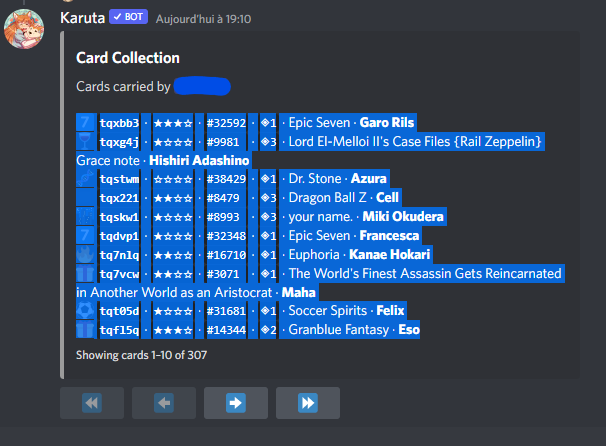 Karuta ✓ BOT Aujourd'hui à 19:10
Card Collection
Cards carried by
7 tqxbb3 · ★★★☆ · #32592 · ◈1 · Epic Seven · Garo Rils
tqxg4j · ★☆☆☆ · #9981 · ◈3 · Lord El-Melloi II's Case Files {Rail Zeppelin}
Grace note · Hishiri Adashino
tqstwm · ☆☆☆☆ · #38429 · ◈1 · Dr. Stone · Azura
tqx221 · ★★☆☆ · #8479 · ◈3 · Dragon Ball Z · Cell
tqskw1 · ★★☆☆ · #8993 · ◈3 · your name. · Miki Okudera
7 tqdvp1 · ★★☆☆ · #32348 · ◈1 · Epic Seven · Francesca
tq7nlq · ★★☆☆ · #16710 · ◈1 · Euphoria · Kanae Hokari
tq7vcw · ★★☆☆ · #3071 · ◈1 · The World's Finest Assassin Gets Reincarnated
in Another World as an Aristocrat · Maha
tqt05d · ★★☆☆ · #31681 · ◈1 · Soccer Spirits · Felix
tqfl5q · ★★★☆ · #14344 · ◈2 · Granblue Fantasy · Eso
Showing cards 1-10 of 307